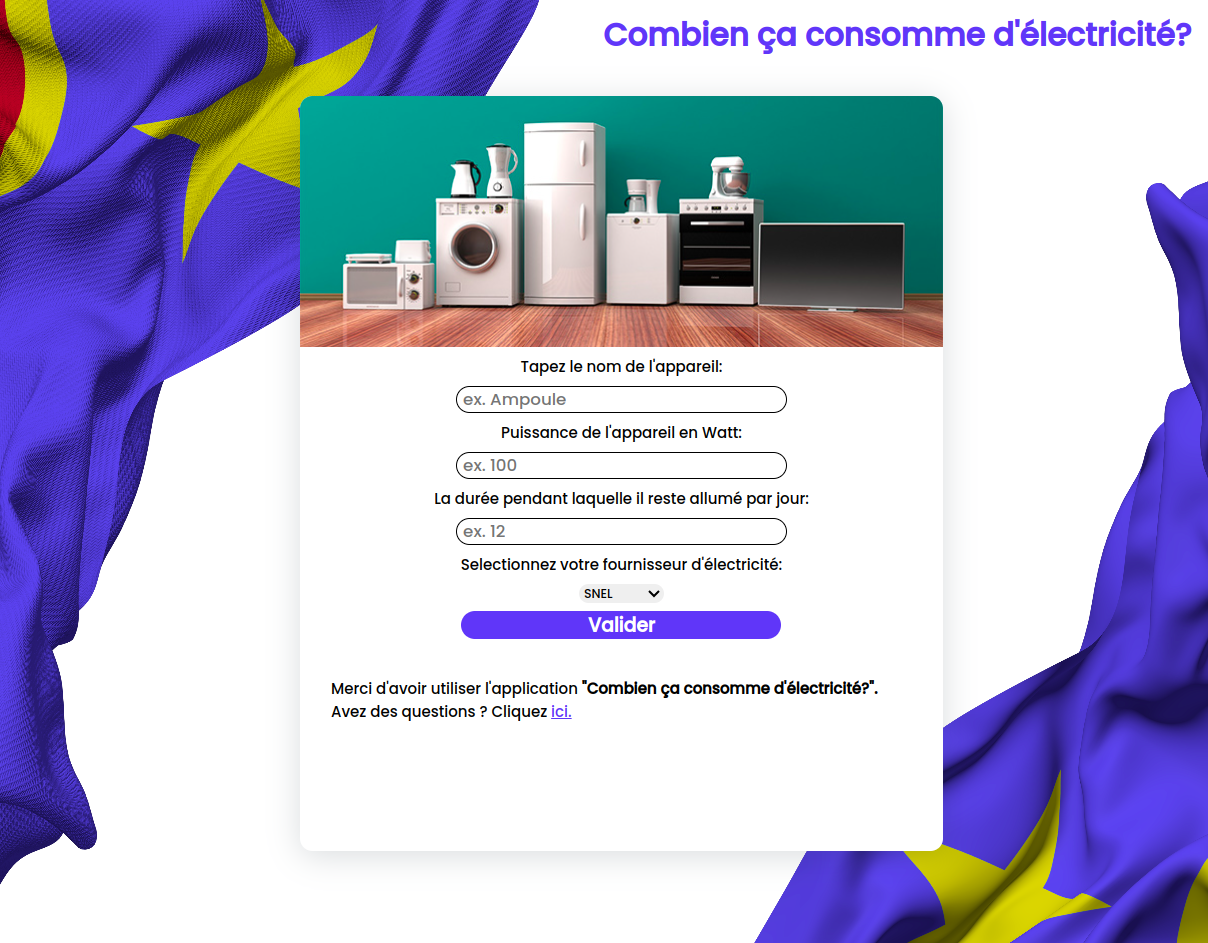 Combien ça consomme d'électricité?
Tapez le nom de l'appareil:
ex. Ampoule
Puissance de l'appareil en Watt:
ex. 100
La durée pendant laquelle il reste allumé par jour:
ex. 12
Selectionnez votre fournisseur d'électricité:
SNEL
Valider
Merci d'avoir utiliser l'application "Combien ça consomme d'électricité?".
Avez des questions ? Cliquez ici.